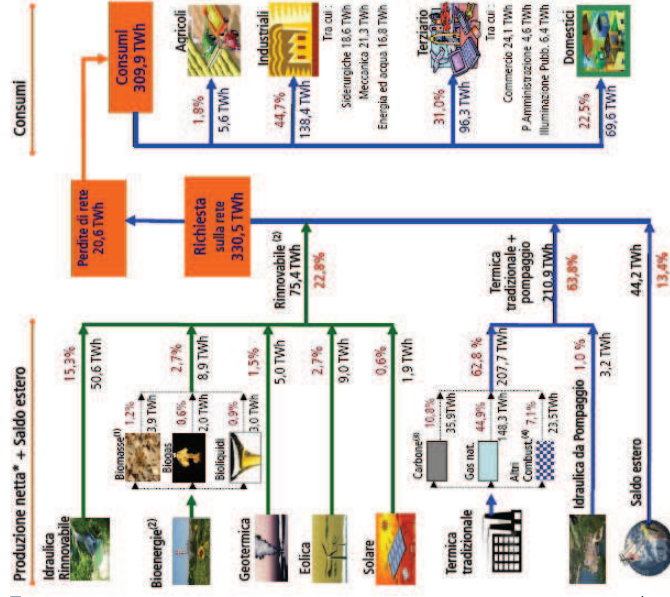 Produzione netta* + Saldo estero
Idraulica
Rinnovabile
15,3%
50,6 TWh
Bioenergie(2)
Biomasse(1)
1,2%
3,9 TWh
Biogas
0,6%
2,0 TWh
Bioliquidi
0,9%
3,0 TWh
2,7%
8,9 TWh
Geotermica
1,5%
5,0 TWh
Eolica
2,7%
9,0 TWh
Solare
0,6%
1,9 TWh
Rinnovabile (2)
75,4 TWh
22,8%
Termica
tradizionale
Carbone(3)
10,8%
35,9TWh
Gas nat.
44,9%
148,3 TWh
Altri
Combust.(4)
7,1%
23,5TWh
62,8 %
207,7 TWh
Idraulica da Pompaggio
1,0 %
3,2 TWh
Termica
tradizionale +
pompaggio
210,9 TWh
63,8%
Saldo estero
44,2 TWh
13,4%
Perdite di rete
20,6 TWh
Richiesta
sulla rete
330,5 TWh
Consumi
Consumi
309,9 TWh
Agricoli
1,8%
5,6 TWh
Industriali
44,7%
138,4 TWh
Tra cui :
Siderurgiche 18,6 TWh
Meccanica 21,3 TWh
Energia ed acqua 16,8 TWh
Terziario
31,0%
96,3 TWh
Tra cui :
Commercio 24,1 TWh
P.Amministrazione 4,6 TWh
Illuminazione Pubb. 6,4 TWh
Domestici
22,5%
69,6 TWh